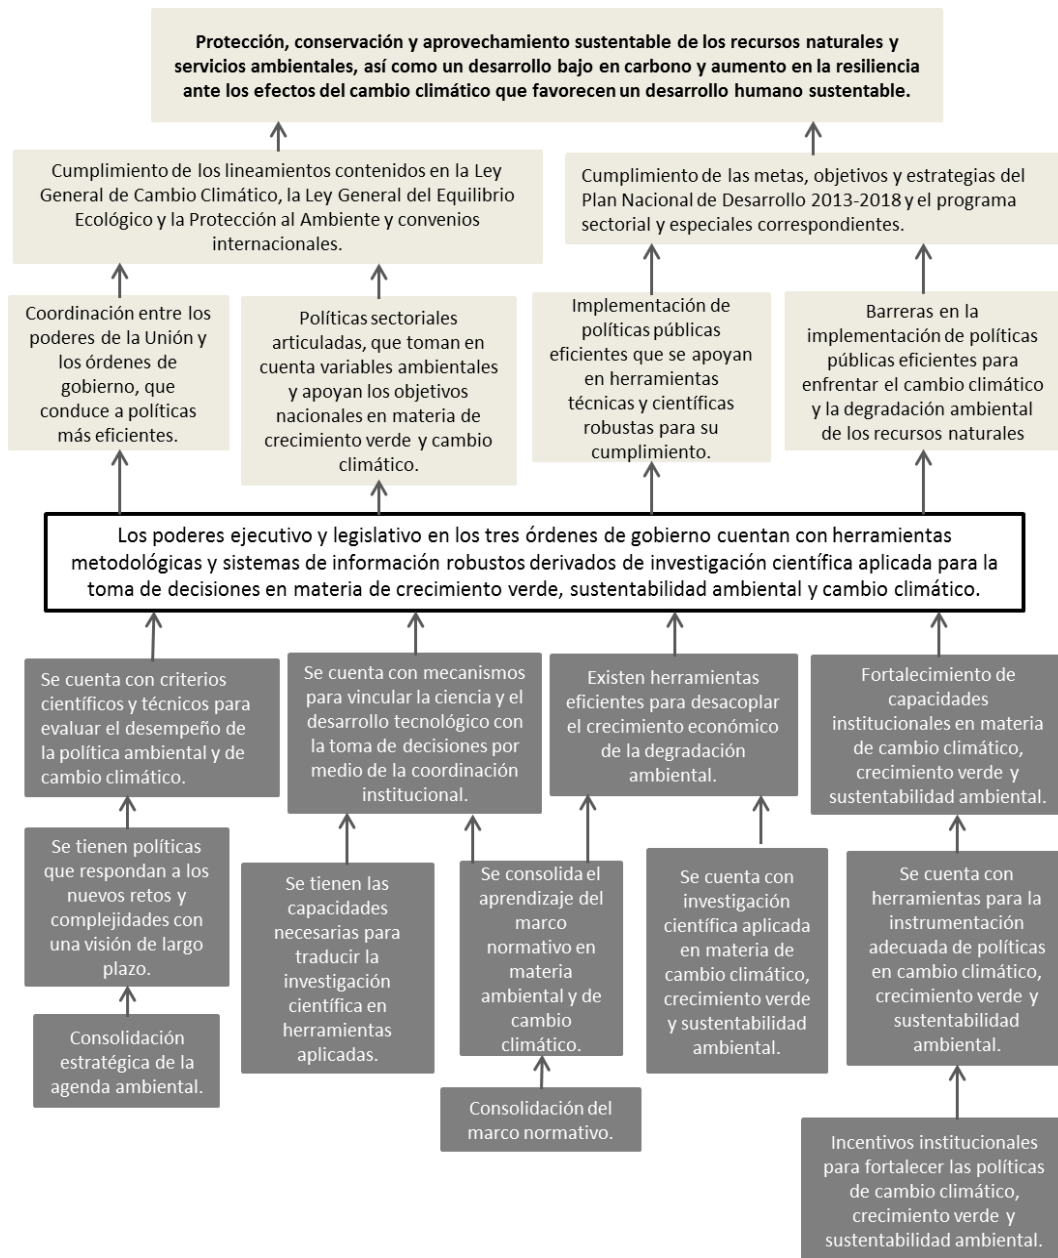 Protección, conservación y aprovechamiento sustentable de los recursos naturales y
servicios ambientales, así como un desarrollo bajo en carbono y aumento en la resiliencia
ante los efectos del cambio climático que favorecen un desarrollo humano sustentable.
Cumplimiento de los lineamientos contenidos en la Ley
General de Cambio Climático, la Ley General del Equilibrio
Ecológico y la Protección al Ambiente y convenios
internacionales.
Cumplimiento de las metas, objetivos y estrategias del
Plan Nacional de Desarrollo 2013-2018 y el programa
sectorial y especiales correspondientes.
Coordinación entre los
poderes de la Unión y
los órdenes de
gobierno, que
conduce a políticas
más eficientes.
Políticas sectoriales
articuladas, que toman en
cuenta variables ambientales
y apoyan los objetivos
nacionales en materia de
crecimiento verde y cambio
climático.
Implementación de
políticas públicas
eficientes que se apoyan
en herramientas
técnicas y científicas
robustas para su
cumplimiento.
Barreras en la
implementación de políticas
públicas eficientes para
enfrentar el cambio climático
y la degradación ambiental
de los recursos naturales
Los poderes ejecutivo y legislativo en los tres órdenes de gobierno cuentan con herramientas
metodológicas y sistemas de información robustos derivados de investigación científica aplicada para la
toma de decisiones en materia de crecimiento verde, sustentabilidad ambiental y cambio climático.
Se cuenta con criterios
científicos y técnicos para
evaluar el desempeño de
la política ambiental y de
cambio climático.
Se cuenta con mecanismos
para vincular la ciencia y el
desarrollo tecnológico con
la toma de decisiones por
medio de la coordinación
institucional.
Existen herramientas
eficientes para desacoplar
el crecimiento económico
de la degradación
ambiental.
Fortalecimiento de
capacidades
institucionales en materia
de cambio climático,
crecimiento verde y
sustentabilidad ambiental.
Se tienen políticas
que respondan a los
nuevos retos y
complejidades con
una visión de largo
plazo.
Se tienen las
capacidades
necesarias para
traducir la
investigación
científica en
herramientas
aplicadas.
Se consolida el
aprendizaje del
marco
normativo en
materia
ambiental y de
cambio
climático.
Se cuenta con
investigación
científica aplicada
en materia de
cambio climático,
crecimiento verde
y sustentabilidad
ambiental.
Se cuenta con
herramientas para la
instrumentación
adecuada de políticas
en cambio climático,
crecimiento verde y
sustentabilidad
ambiental.
Consolidación
estratégica de la
agenda ambiental.
Consolidación del
marco normativo.
Incentivos institucionales
para fortalecer las políticas
de cambio climático,
crecimiento verde y
sustentabilidad ambiental.